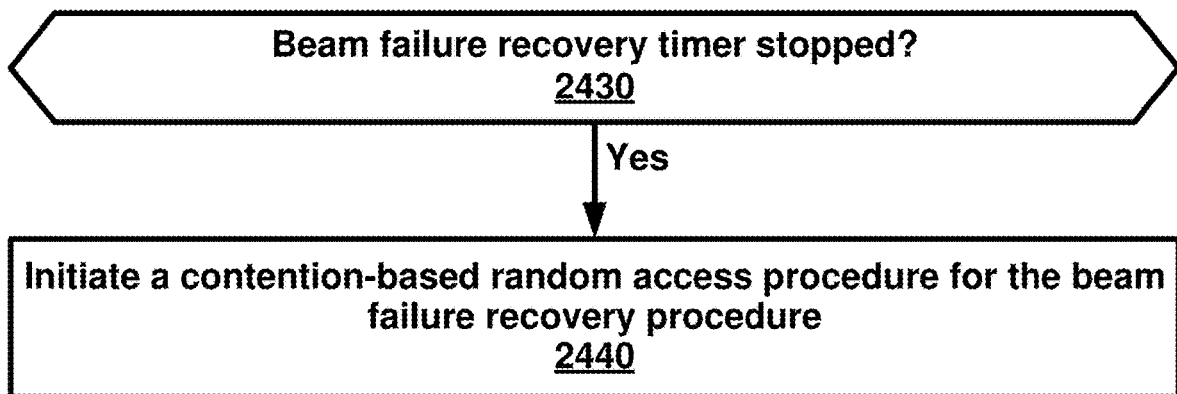 Beam failure recovery timer stopped?
2430
Yes
Initiate a contention-based random access procedure for the beam
failure recovery procedure
2440